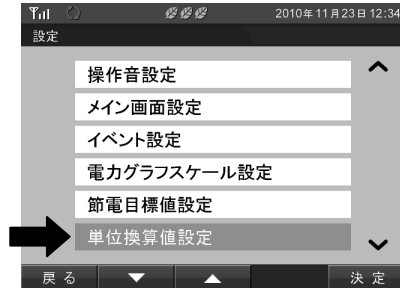 2010年11月23日 12:34
設定
操作音設定
メイン画面設定
イベント設定
電力グラフスケール設定
節電目標値設定
単位換算値設定
戻る
決定